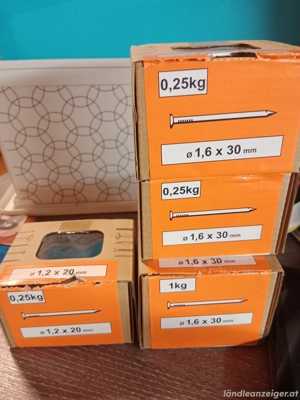 0,25kg
ø 1,6 x 30 mm
0,25kg
ø 1,6 x 30 mm
ø 1,6 x 30 mm
1kg
ø 1,6 x 30 mm
ø 1,2 x 20 mm
0,25kg
ø 1,2 x 20 mm
ländleanzeiger.at